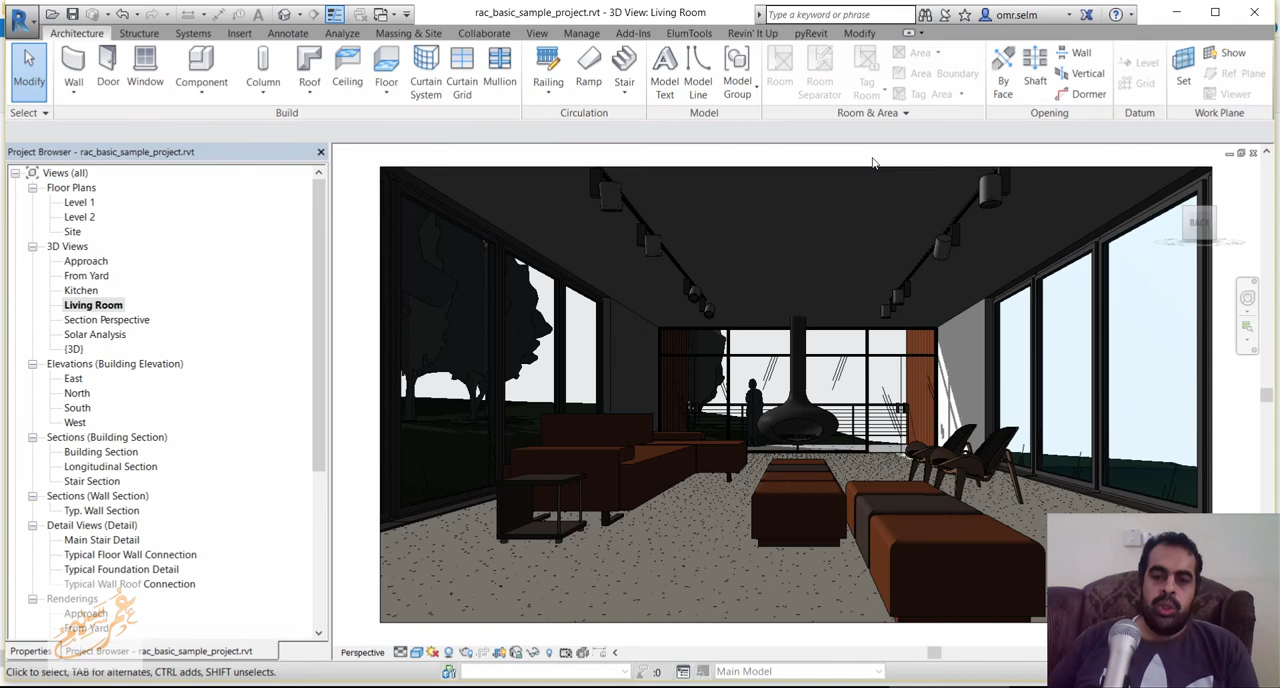 rac_basic_sample_project.rvt - 3D View: Living Room
Type a keyword or phrase
omr.selm
Architecture Structure Systems Insert Annotate Analyze Massing & Site Collaborate View Manage Add-Ins ElumTools Revin' It Up pyRevit Modify
Modify Wall Door Window Component Column Roof Ceiling Floor Curtain System Curtain Grid Mullion Railing Ramp Stair Model Text Model Line Model Group Room Room Separator Tag Room Area Area Boundary Tag Area By Face Shaft Wall Vertical Dormer Level Grid Set Show Ref Plane Viewer
Select Build Circulation Model Room & Area Opening Datum Work Plane
Project Browser - rac_basic_sample_project.rvt
Views (all)
Floor Plans
Level 1
Level 2
Site
3D Views
Approach
From Yard
Kitchen
Living Room
Section Perspective
Solar Analysis
{3D}
Elevations (Building Elevation)
East
North
South
West
Sections (Building Section)
Building Section
Longitudinal Section
Stair Section
Sections (Wall Section)
Typ. Wall Section
Detail Views (Detail)
Main Stair Detail
Typical Floor Wall Connection
Typical Foundation Detail
Typical Wall Roof Connection
Renderings
Approach
From Yard
BACK
Properties Project Browser - rac_basic_sample_project.rvt
Perspective
Click to select, TAB for alternates, CTRL adds, SHIFT unselects.
:0
Main Model